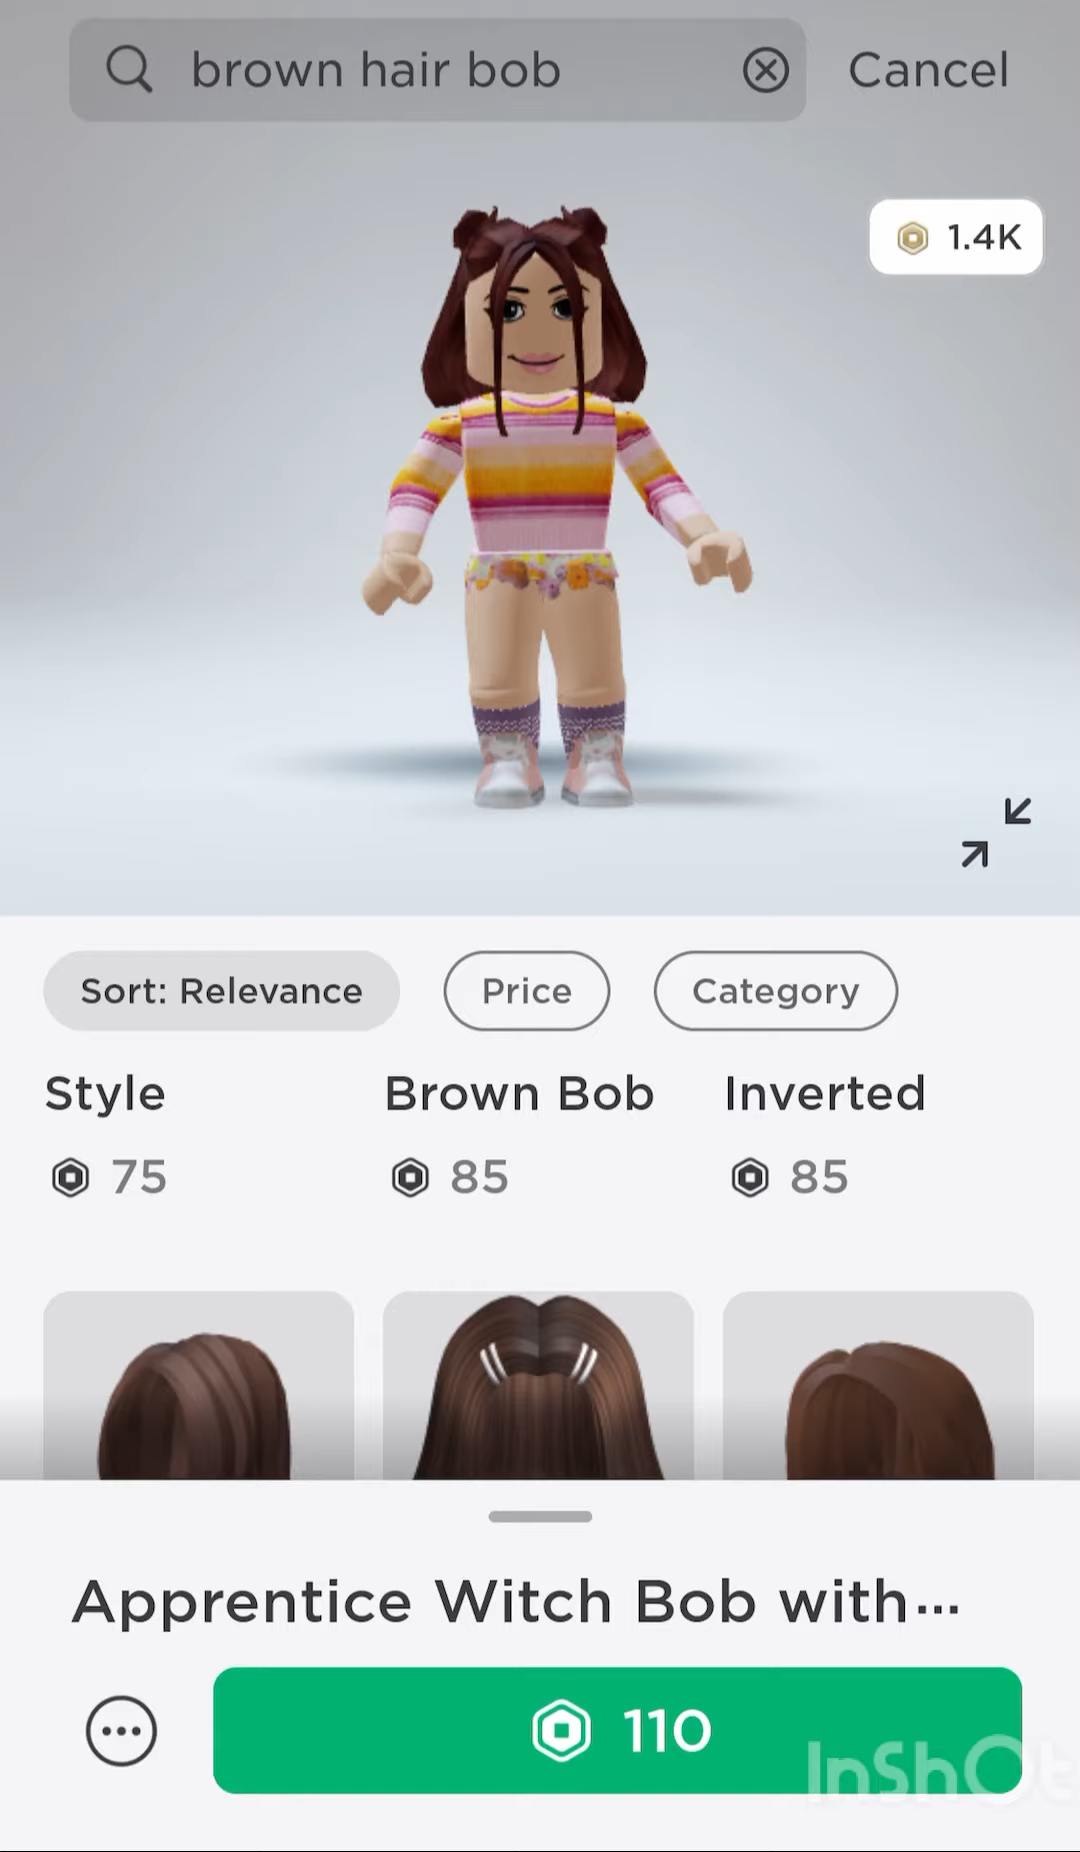 brown hair bob
Cancel
1.4K
Sort: Relevance
Price
Category
Style
Brown Bob
Inverted
75
85
85
Apprentice Witch Bob with...
110
InShOt